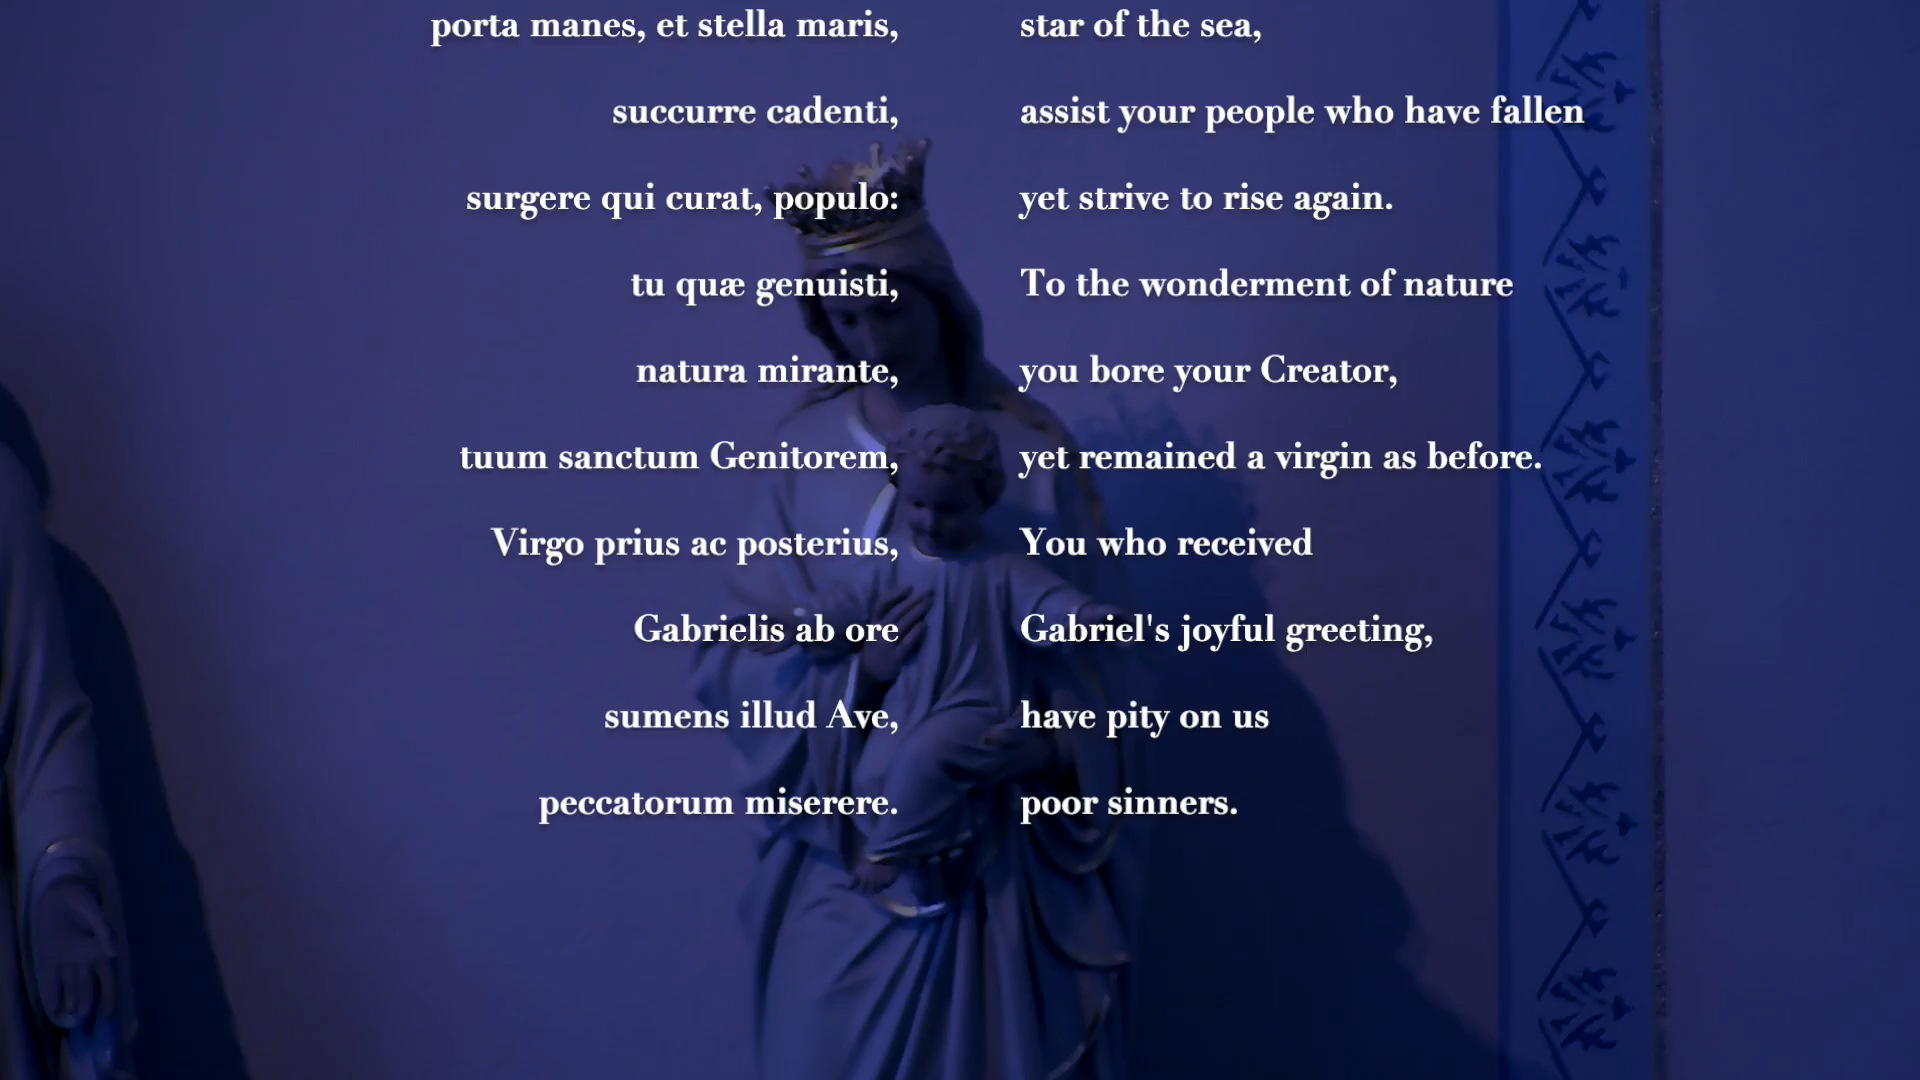 porta manes, et stella maris,
succurre cadenti,
surgere qui curat, populo:
tu quæ genuisti,
natura mirante,
tuum sanctum Genitorem,
Virgo prius ac posterius,
Gabrielis ab ore
sumens illud Ave,
peccatorum miserere.
star of the sea,
assist your people who have fallen
yet strive to rise again.
To the wonderment of nature
you bore your Creator,
yet remained a virgin as before.
You who received
Gabriel's joyful greeting,
have pity on us
poor sinners.